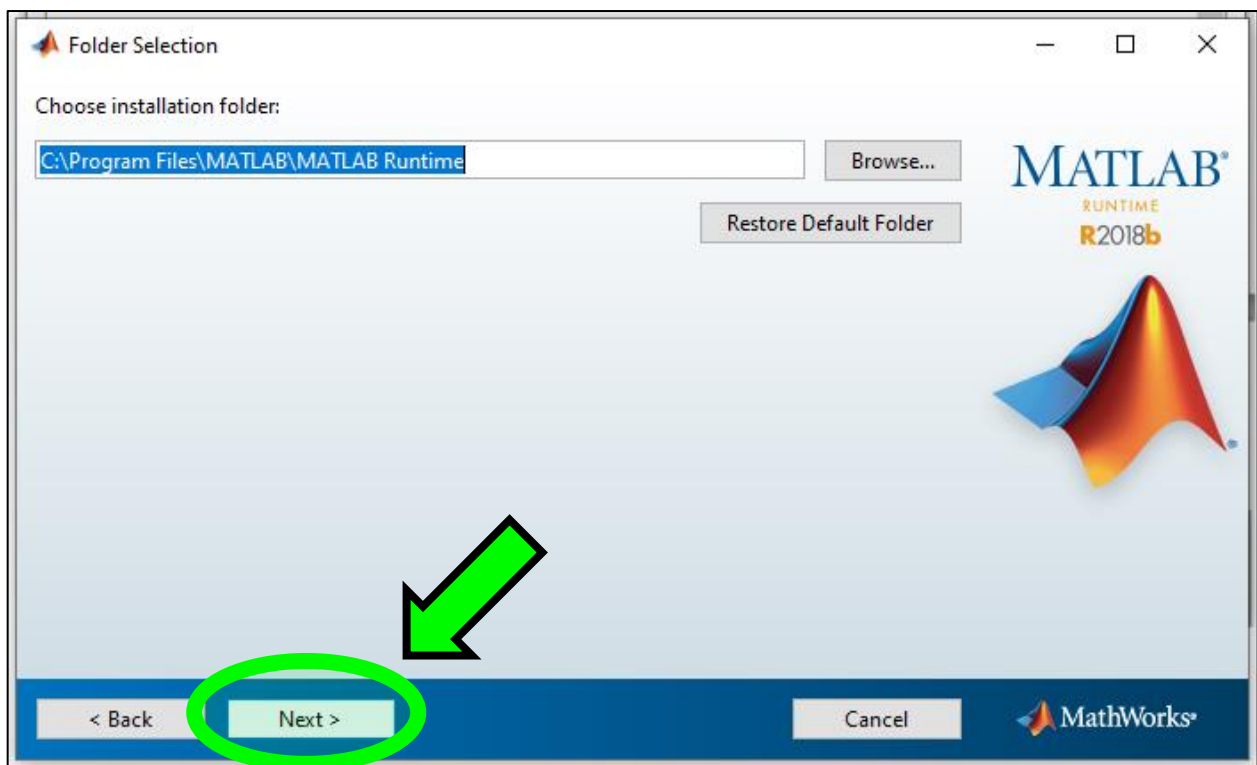 Folder Selection
Choose installation folder:
C:\Program Files\MATLAB\MATLAB Runtime
Browse...
MATLAB®
Restore Default Folder
RUNTIME
R2018b
®
< Back
Next >
Cancel
MathWorks®